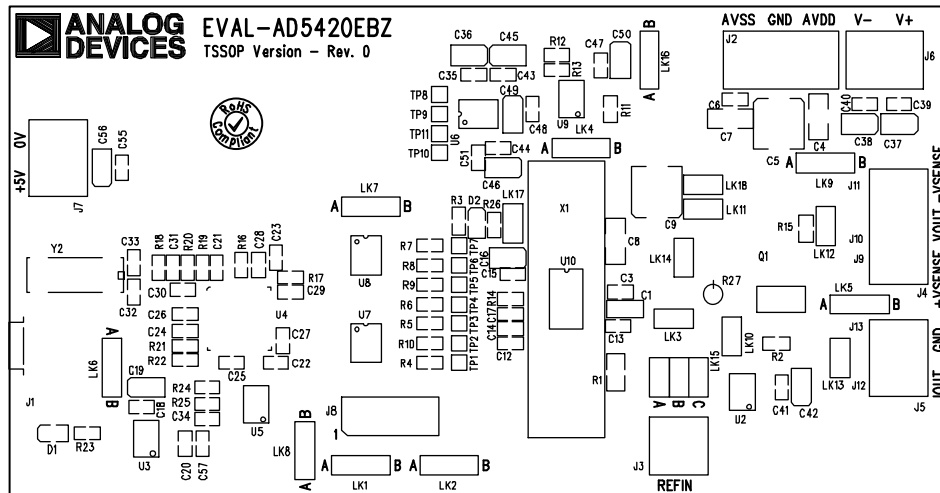 ANALOG
DEVICES
EVAL-AD5420EBZ
TSSOP Version - Rev. 0
RoHS
Compliant
C36 C45
C35 C43
R12
R13
C47 C50
B
LK16
A
AVSS GND AVDD
J2
V- V+
J6
TP8
TP9
TP11
TP10
U6
C49
C48
U9
R11
C51
C44
C46
LK4
A B
C6
C7
C5
C4
C40
C39
C38
C37
0V
+5V
J7
C56
C55
LK7
A B
R3
D2
R26
LK17
X1
LK18
LK11
C9
A B
LK9
J11
R15
LK12
J10
J9
J4
+VSENSE VOUT -VSENSE
Y2
C33
C32
R18
C31
R20
R19
C21
R16
C28
C23
R17
C29
C30
U4
U8
R7
R8
R9
R6
R5
R10
R4
TP7
TP6
TP5
TP4
TP3
TP2
TP1
C16
C15
R14
C17
C14
C12
U10
C8
C3
C1
C13
R1
LK14
R27
LK3
Q1
LK5
A B
C26
C24
R21
R22
C27
C22
C25
U7
LK15
A
B
C
LK10
R2
U2
C41
C42
LK13
J13
J12
J5
IOUT GND
J1
A
LK6
B
C19
C18
R24
R25
C34
U5
D1
R23
U3
C20
C57
B
LK8
A
J8
1
A B
LK1
A B
LK2
J3
REFIN